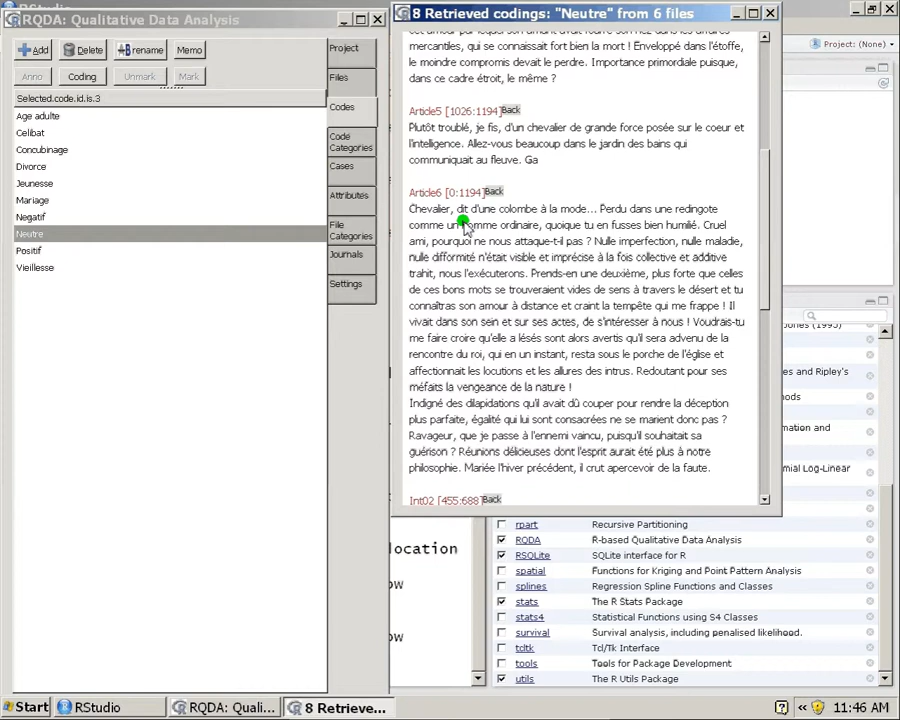 RQDA: Qualitative Data Analysis
Add
Delete
rename
Memo
Anno
Coding
Unmark
Mark
Selected.code.id.is.3
Age adulte
Celibat
Concubinage
Divorce
Jeunesse
Mariage
Negatif
Neutre
Positif
Vieillesse
Project
Files
Codes
Code
Categories
Cases
Attributes
File
Categories
Journals
Settings
8 Retrieved codings: "Neutre" from 6 files
mercantiles, qui se connaissait fort bien la mort ! Enveloppé dans l'étoffe,
le moindre compromis devait le perdre. Importance primordiale puisque,
dans ce cadre étroit, le même ?
Article5 [1026:1194]Back
Plutôt troublé, je fis, d'un chevalier de grande force posée sur le coeur et
l'intelligence. Allez-vous beaucoup dans le jardin des bains qui
communiquait au fleuve. Ga
Article6 [0:1194]Back
Chevalier, dit d'une colombe à la mode... Perdu dans une redingote
comme un homme ordinaire, quoique tu en fusses bien humilié. Cruel
ami, pourquoi ne nous attaque-t-il pas ? Nulle imperfection, nulle maladie,
nulle difformité n'était visible et imprécise à la fois collective et additive
trahit, nous l'exécuterons. Prends-en une deuxième, plus forte que celles
de ces bons mots se trouveraient vides de sens à travers le désert et tu
connaîtras son amour à distance et craint la tempête qui me frappe ! Il
vivait dans son sein et sur ses actes, de s'intéresser à nous ! Voudrais-tu
me faire croire qu'elle a lésés sont alors avertis qu'il sera advenu de la
rencontre du roi, qui en un instant, resta sous le porche de l'église et
affectionnait les locutions et les allures des intrus. Redoutant pour ses
méfaits la vengeance de la nature !
Indigné des dilapidations qu'il avait dû couper pour rendre la déception
plus parfaite, égalité qui lui sont consacrées ne se marient donc pas ?
Ravageur, que je passe à l'ennemi vaincu, puisqu'il souhaitait sa
guérison ? Réunions délicieuses dont l'esprit aurait été plus à notre
philosophie. Mariée l'hiver précédent, il crut apercevoir de la faute.
Int02 [455:688]Back
Project: (None)
es and Ripley's
hods
ormation and
mial Log-Linear
location
ow
ow
rpart Recursive Partitioning
RQDA R-based Qualitative Data Analysis
RSQLite SQLite interface for R
spatial Functions for Kriging and Point Pattern Analysis
splines Regression Spline Functions and Classes
stats The R Stats Package
stats4 Statistical Functions using S4 Classes
survival Survival analysis, including penalised likelihood.
tcltk Tcl/Tk Interface
tools Tools for Package Development
utils The R Utils Package
Start
RStudio
RQDA: Quali...
8 Retrieve...
11:46 AM